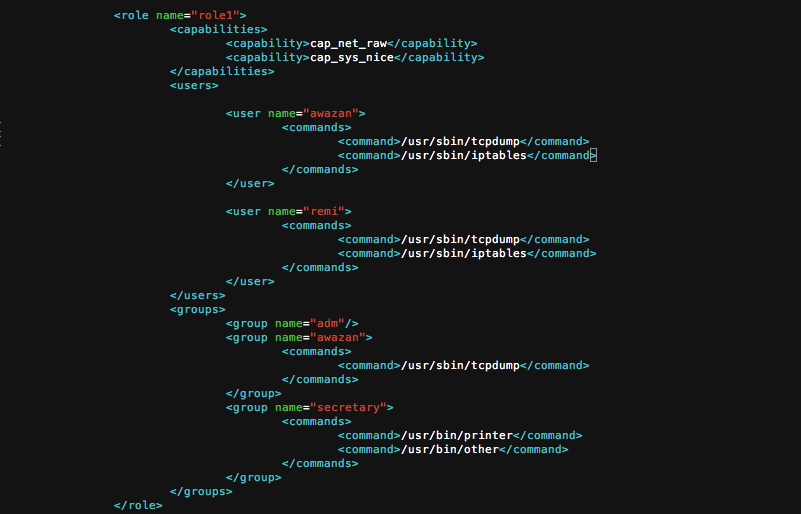 <role name="role1">
<capabilities>
<capability>cap_net_raw</capability>
<capability>cap_sys_nice</capability>
</capabilities>
<users>
<user name="awazan">
<commands>
<command>/usr/sbin/tcpdump</command>
<command>/usr/sbin/iptables</command>
</commands>
</user>
<user name="remi">
<commands>
<command>/usr/sbin/tcpdump</command>
<command>/usr/sbin/iptables</command>
</commands>
</user>
</users>
<groups>
<group name="adm"/>
<group name="awazan">
<commands>
<command>/usr/sbin/tcpdump</command>
</commands>
</group>
<group name="secretary">
<commands>
<command>/usr/bin/printer</command>
<command>/usr/bin/other</command>
</commands>
</group>
</groups>
</role>